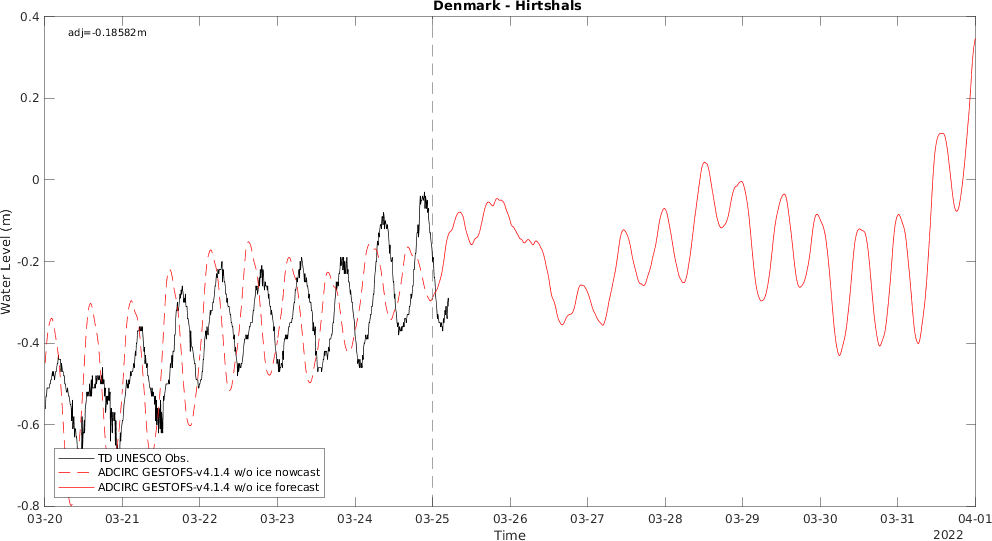 Denmark - Hirtshals
adj=-0.18582m
0.4
0.2
0
-0.2
-0.4
-0.6
-0.8
Water Level (m)
TD UNESCO Obs.
ADCIRC GESTOFS-v4.1.4 w/o ice nowcast
ADCIRC GESTOFS-v4.1.4 w/o ice forecast
03-20 03-21 03-22 03-23 03-24 03-25 03-26 03-27 03-28 03-29 03-30 03-31 04-01
Time
2022